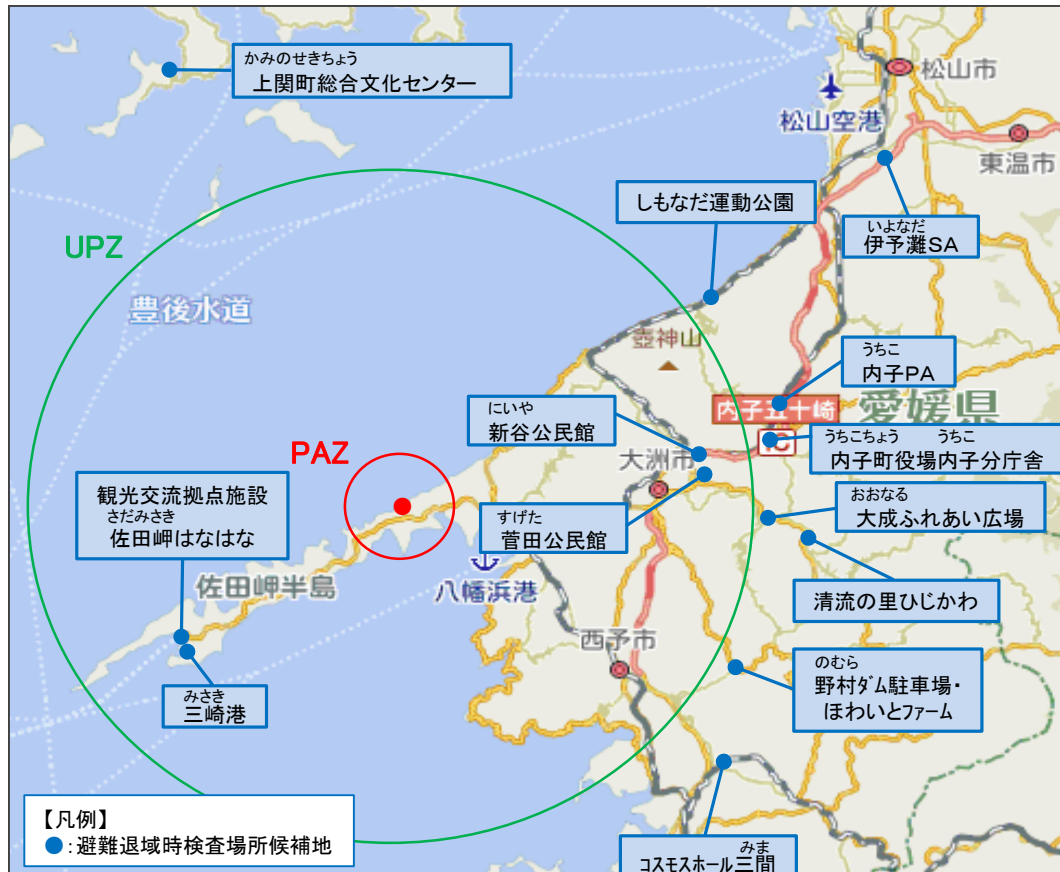 かみのせきちょう
上関町総合文化センター
松山市
松山空港
東温市
しもなだ運動公園
いよなだ
伊予灘SA
UPZ
豊後水道
壺神山
うちこ
内子PA
内子五十崎
IC
愛媛県
にいや
新谷公民館
うちこちょう うちこ
内子町役場内子分庁舎
大洲市
PAZ
観光交流拠点施設
さだみさき
佐田岬はなはな
すげた
菅田公民館
おおなる
大成ふれあい広場
佐田岬半島
八幡浜港
清流の里ひじかわ
西予市
のむら
野村ダム駐車場・
ほわいとファーム
みさき
三崎港
【凡例】
●:避難退域時検査場所候補地
みま
コスモスホール三間